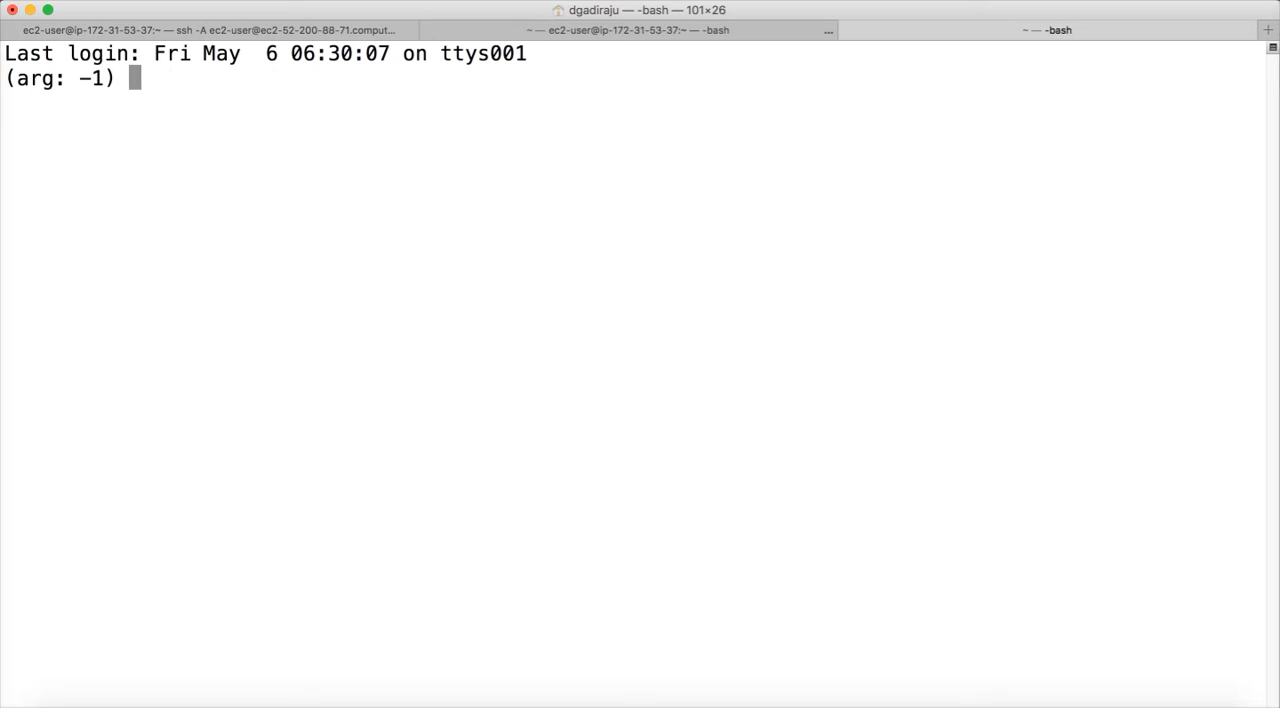 dgadiraju — -bash — 101×26
ec2-user@ip-172-31-53-37:~ — ssh -A ec2-user@ec2-52-200-88-71.comput...
~ — ec2-user@ip-172-31-53-37:~ — -bash ...
~ — -bash +
Last login: Fri May  6 06:30:07 on ttys001
(arg: -1)